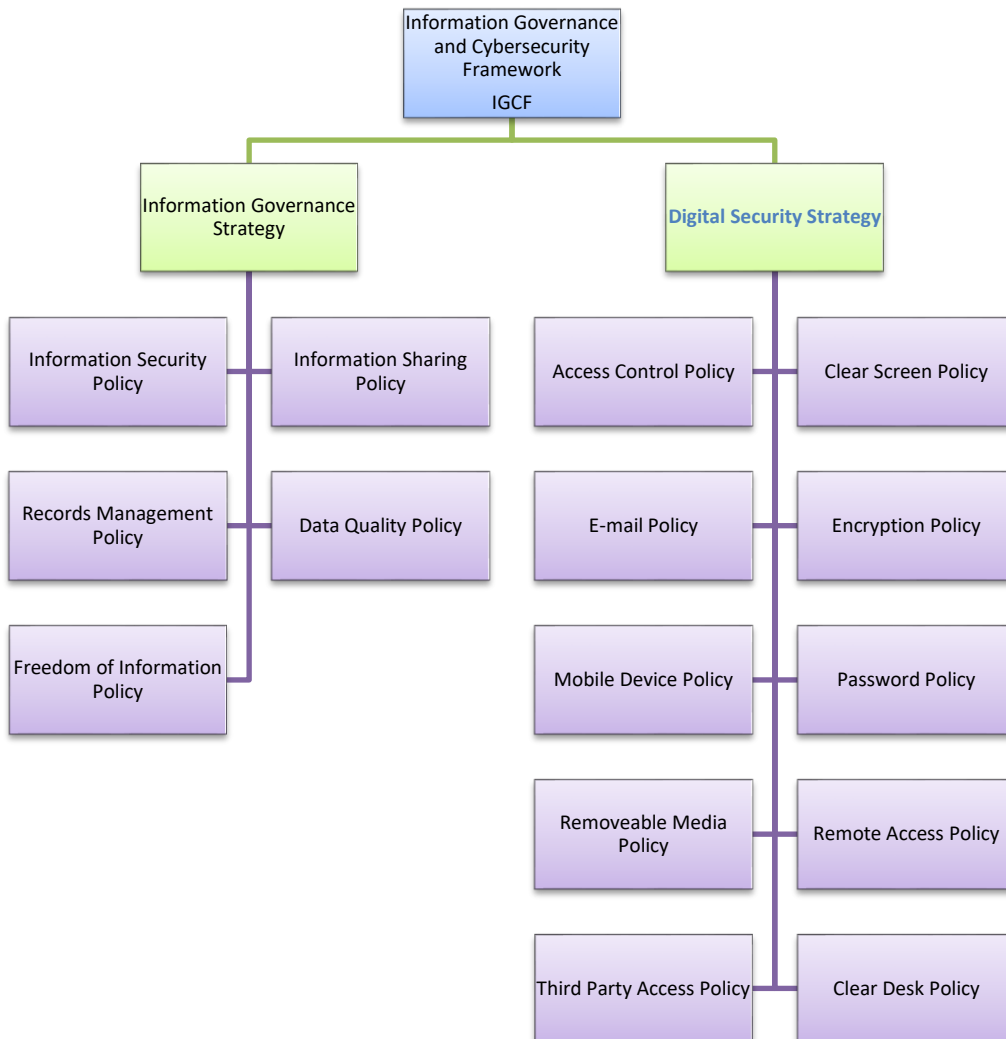 Information Governance
and Cybersecurity
Framework
IGCF
Information Governance
Strategy
Digital Security Strategy
Information Security
Policy
Information Sharing
Policy
Access Control Policy
Clear Screen Policy
Records Management
Policy
Data Quality Policy
E-mail Policy
Encryption Policy
Freedom of Information
Policy
Mobile Device Policy
Password Policy
Removeable Media
Policy
Remote Access Policy
Third Party Access Policy
Clear Desk Policy